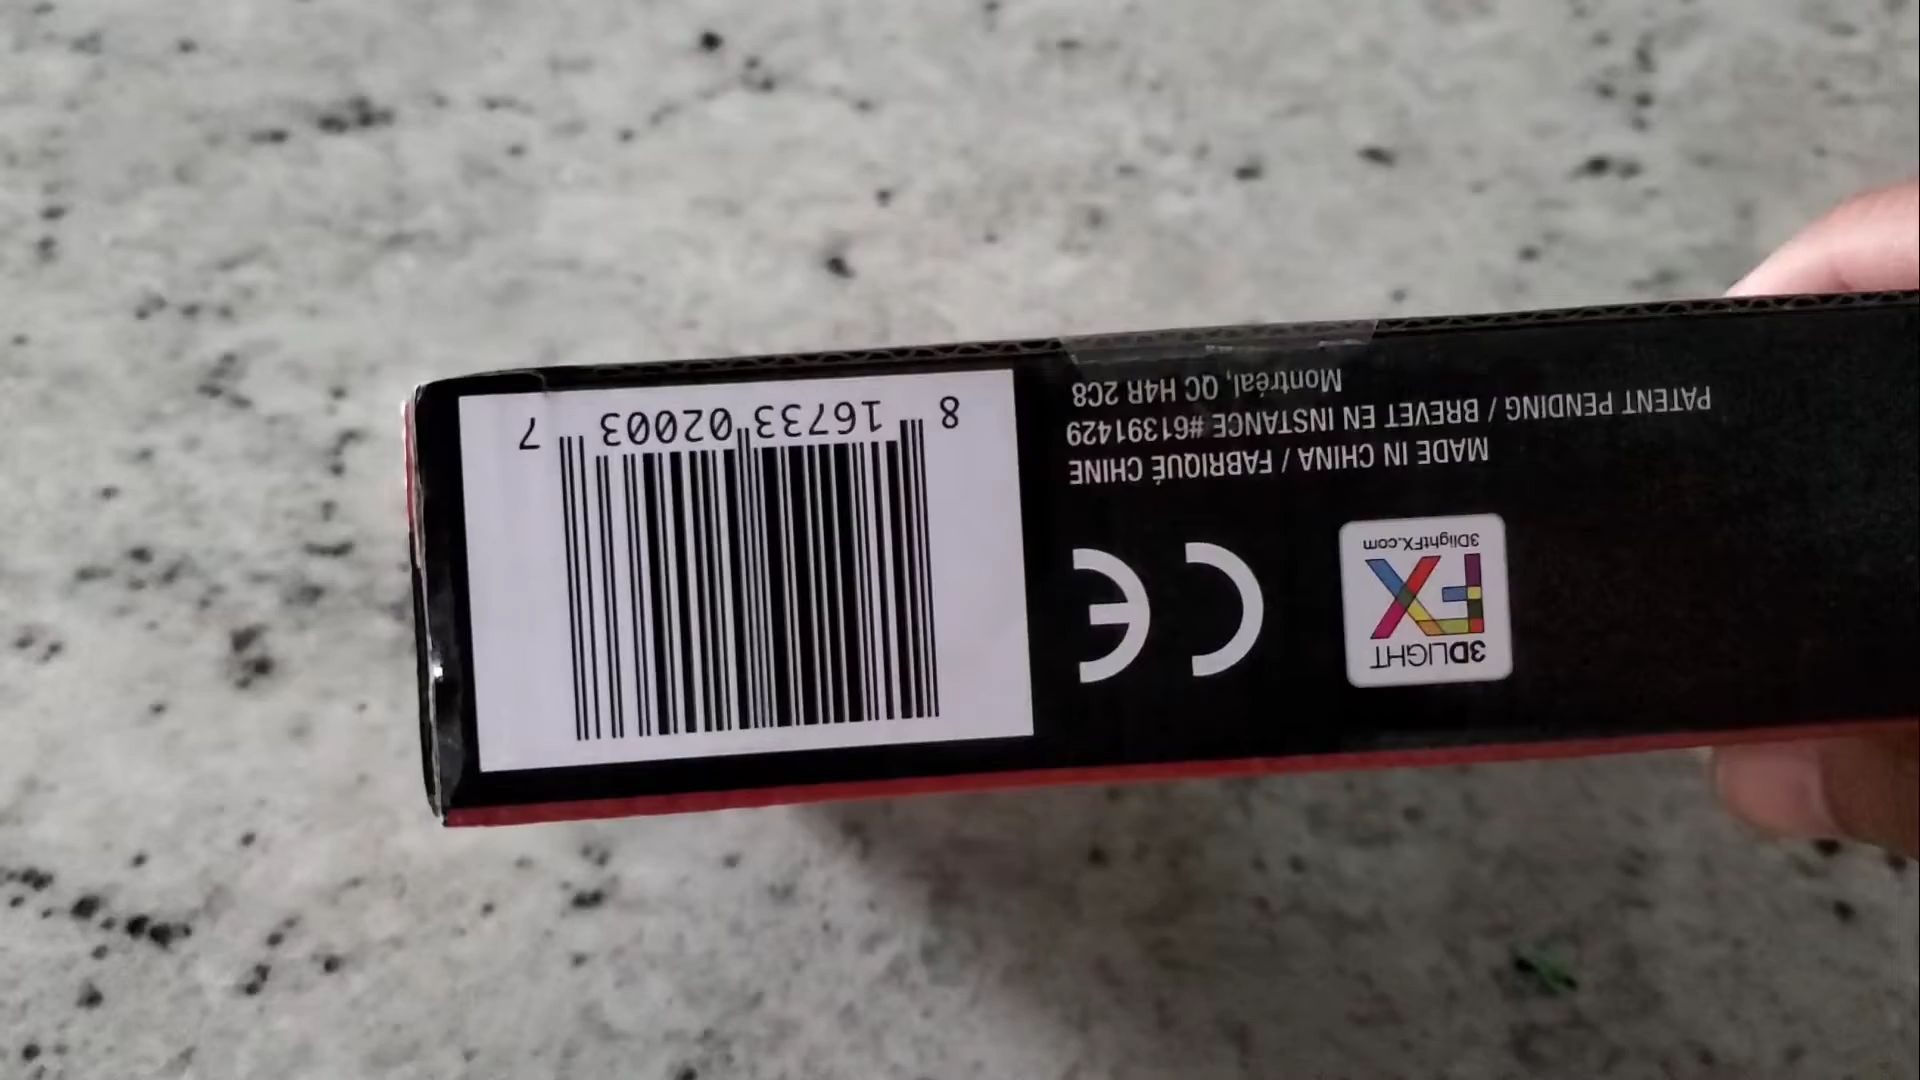 3DLIGHT
FX
3DlightFX.com
CE
MADE IN CHINA / FABRIQUÉ CHINE
PATENT PENDING / BREVET EN INSTANCE #61391429
Montréal, QC H4R 2C8
8 16733 02003 7